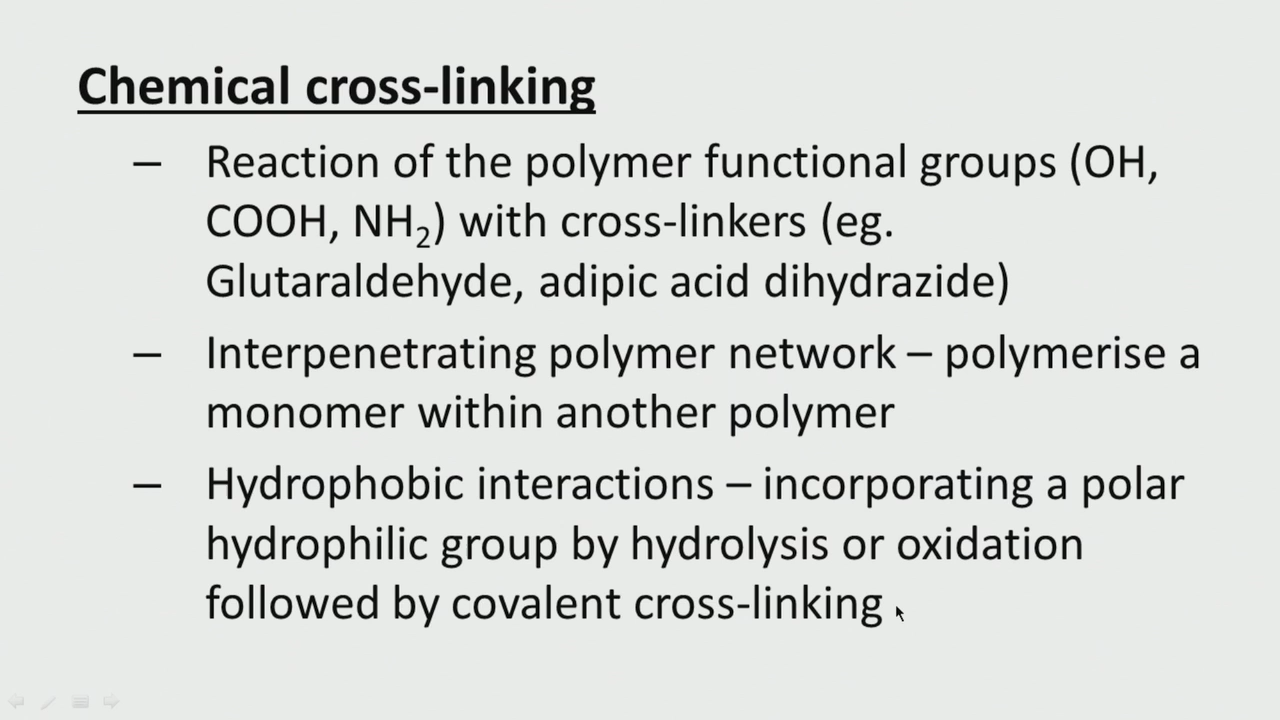 Chemical cross-linking
– Reaction of the polymer functional groups (OH,
COOH, NH₂) with cross-linkers (eg.
Glutaraldehyde, adipic acid dihydrazide)
– Interpenetrating polymer network – polymerise a
monomer within another polymer
– Hydrophobic interactions – incorporating a polar
hydrophilic group by hydrolysis or oxidation
followed by covalent cross-linking